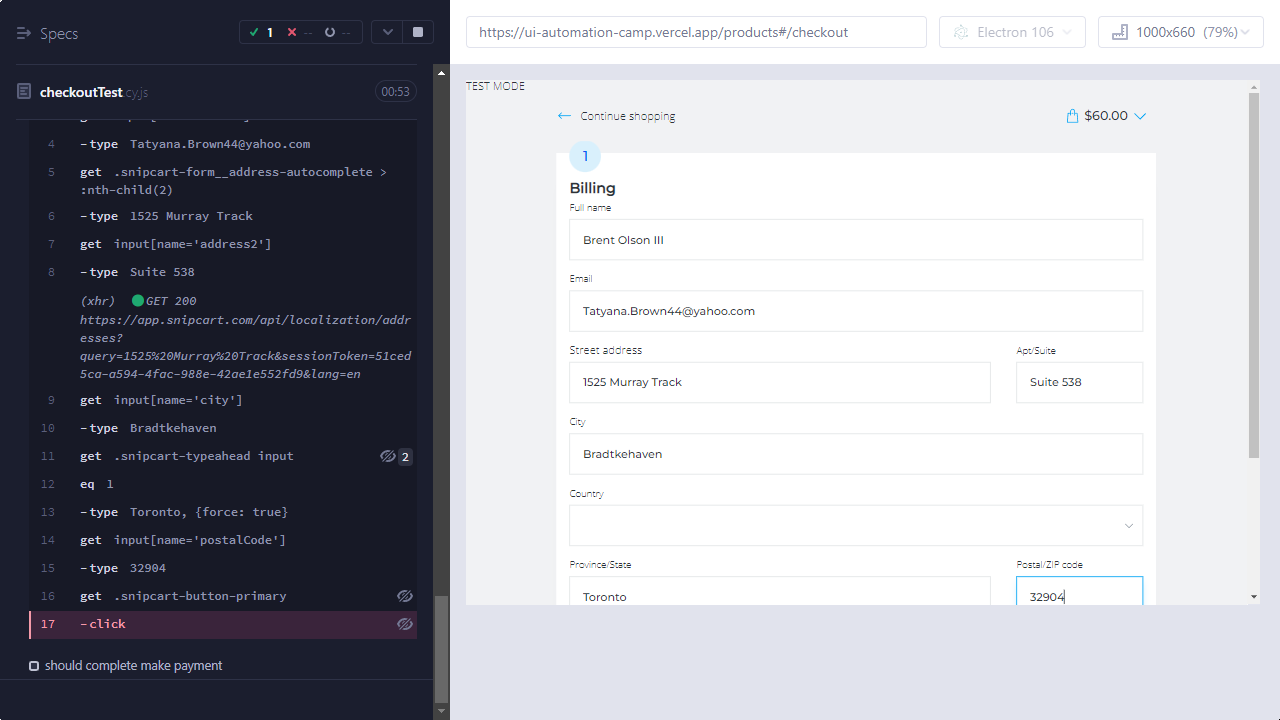 Specs
1
--
--
checkoutTest.cy.js
00:53
4 -type Tatyana.Brown44@yahoo.com
5 get .snipcart-form__address-autocomplete >
:nth-child(2)
6 -type 1525 Murray Track
7 get input[name='address2']
8 -type Suite 538
(xhr) GET 200
https://app.snipcart.com/api/localization/addr
esses?
query=1525%20Murray%20Track&sessionToken=51ced
5ca-a594-4fac-988e-42ae1e552fd9&lang=en
9 get input[name='city']
10 -type Bradtkehaven
11 get .snipcart-typeahead input 2
12 eq 1
13 -type Toronto, {force: true}
14 get input[name='postalCode']
15 -type 32904
16 get .snipcart-button-primary
17 -click
should complete make payment
https://ui-automation-camp.vercel.app/products#/checkout
Electron 106
1000x660 (79%)
TEST MODE
Continue shopping
$60.00
1
Billing
Full name
Brent Olson III
Email
Tatyana.Brown44@yahoo.com
Street address
Apt/Suite
1525 Murray Track
Suite 538
City
Bradtkehaven
Country
Province/State
Postal/ZIP code
Toronto
32904